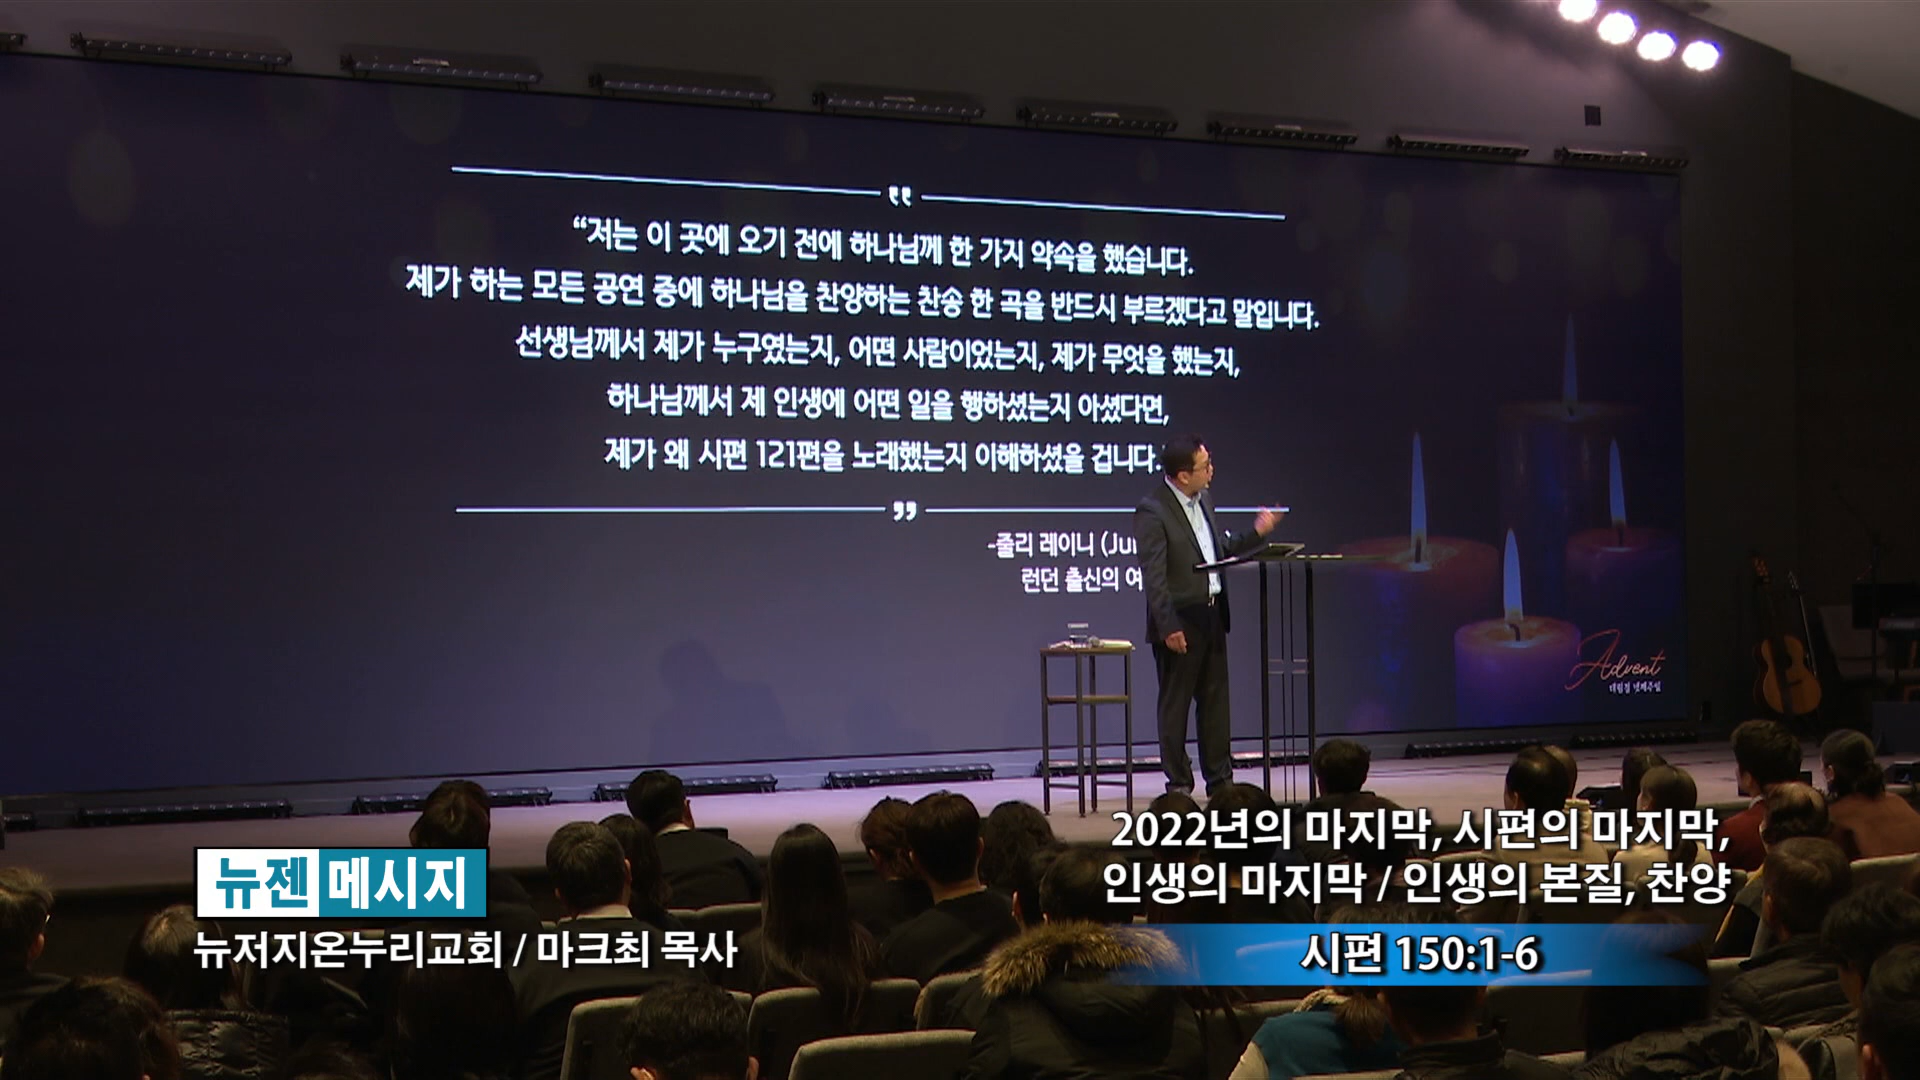 “저는 이 곳에 오기 전에 하나님께 한 가지 약속을 했습니다.
제가 하는 모든 공연 중에 하나님을 찬양하는 찬송 한 곡을 반드시 부르겠다고 말입니다.
선생님께서 제가 누구였는지, 어떤 사람이었는지, 제가 무엇을 했는지,
하나님께서 제 인생에 어떤 일을 행하셨는지 아셨다면,
제가 왜 시편 121편을 노래했는지 이해하셨을 겁니다.
-줄리 레이니
런던 출신의 여
Advent
대림절 넷째주일
2022년의 마지막, 시편의 마지막,
인생의 마지막 / 인생의 본질, 찬양
시편 150:1-6
뉴젠 메시지
뉴저지온누리교회 / 마크최 목사